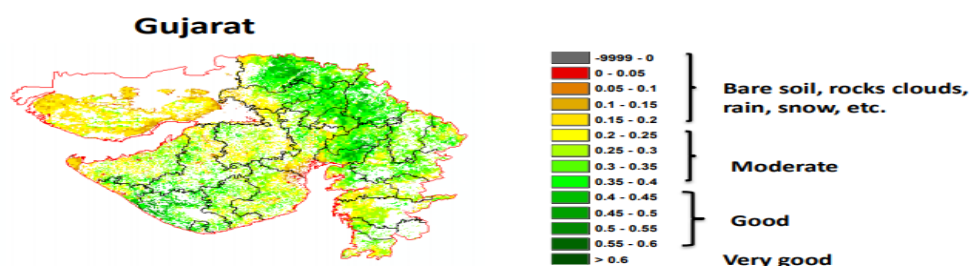 Gujarat
-9999 - 0
0 - 0.05
0.05 - 0.1
0.1 - 0.15
0.15 - 0.2
0.2 - 0.25
0.25 - 0.3
0.3 - 0.35
0.35 - 0.4
0.4 - 0.45
0.45 - 0.5
0.5 - 0.55
0.55 - 0.6
> 0.6
Bare soil, rocks clouds,
rain, snow, etc.
Moderate
Good
Very good